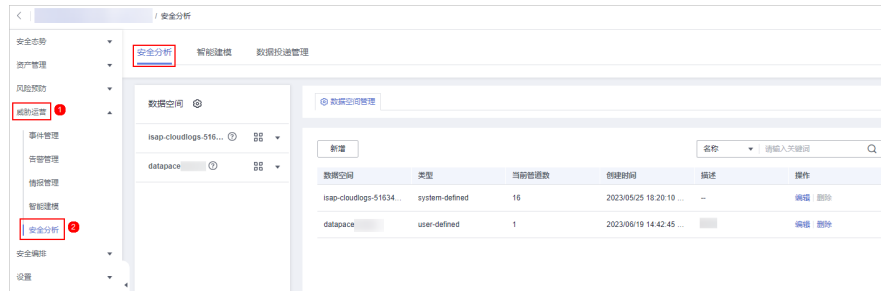 / 安全分析
安全态势
资产管理
风险预防
威胁运营 1
事件管理
告警管理
情报管理
智能建模
安全分析 2
安全编排
设置
安全分析 智能建模 数据投递管理
数据空间
isap-cloudlogs-516...
datapace
数据空间管理
新增 名称 请输入关键词
数据空间 类型 当前管道数 创建时间 描述 操作
isap-cloudlogs-51634... system-defined 16 2023/05/25 18:20:10 ... -- 编辑 删除
datapace user-defined 1 2023/06/19 14:42:45 ... 编辑 删除